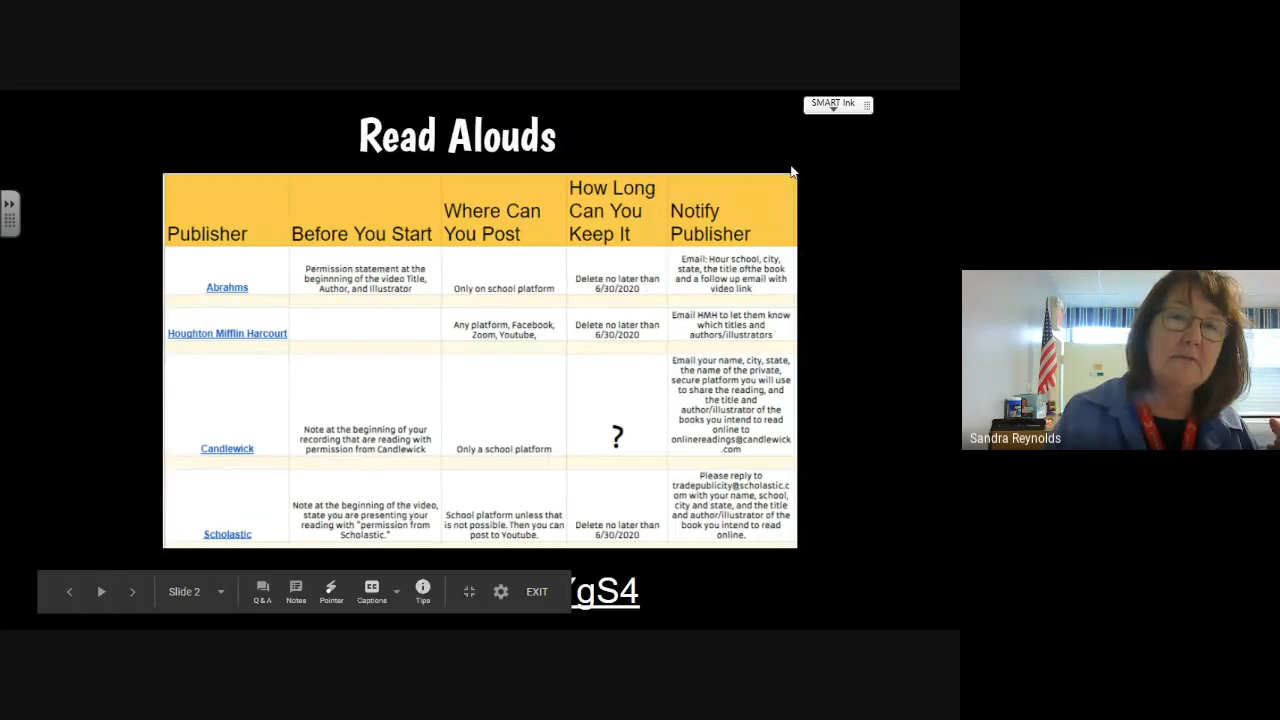 SMART Ink
Read Alouds
Publisher
Before You Start
Where Can
You Post
How Long
Can You
Keep It
Notify
Publisher
Abrahms
Permission statement at the
beginnning of the video Title,
Author, and Illustrator
Only on school platform
Delete no later than
6/30/2020
Email: Hour school, city,
state, the title ofthe book
and a follow up email with
video link
Houghton Mifflin Harcourt
Any platform, Facebook,
Zoom, Youtube,
Delete no later than
6/30/2020
Email HMH to let them know
which titles and
authors/illustrators
Candlewick
Note at the beginning of your
recording that are reading with
permission from Candlewick
Only a school platform
?
Email your name, city, state,
the name of the private,
secure platform you will use
to share the reading, and
the title and
author/illustrator of the
books you intend to read
online to
onlinereadings@candlewick
.com
Scholastic
Note at the beginning of the video,
state you are presenting your
reading with "permission from
Scholastic."
School platform unless that
is not possible. Then you can
post to Youtube.
Delete no later than
6/30/2020
Please reply to
tradepublicity@scholastic.c
om with your name, school,
city and state, and the title
and author/illustrator of the
book you intend to read
online.
Slide 2
Q & A
Notes
Pointer
CC
Captions
Tips
EXIT
YgS4
Sandra Reynolds